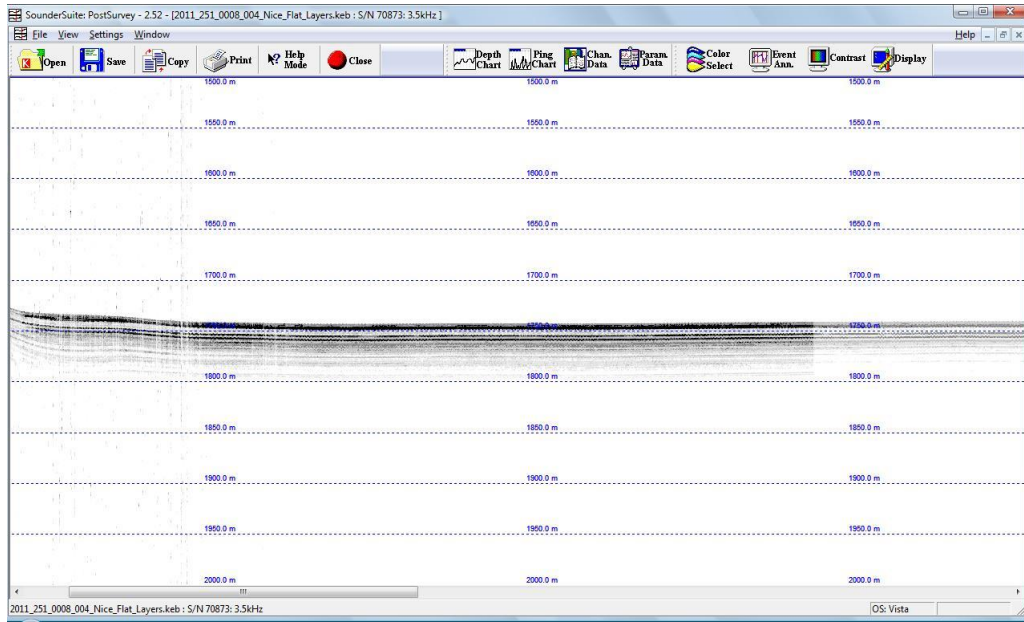 SounderSuite: PostSurvey - 2.52 - [2011_251_0008_004_Nice_Flat_Layers.keb : S/N 70873: 3.5kHz ]
File View Settings Window Help
Open Save Copy Print Help Mode Close Depth Chart Ping Chart Chan. Data Param. Data Color Select Event Ann. Contrast Display
1500.0 m 1500.0 m 1500.0 m
1550.0 m 1550.0 m 1550.0 m
1600.0 m 1600.0 m 1600.0 m
1650.0 m 1650.0 m 1650.0 m
1700.0 m 1700.0 m 1700.0 m
1750.0 m 1750.0 m 1750.0 m
1800.0 m 1800.0 m 1800.0 m
1850.0 m 1850.0 m 1850.0 m
1900.0 m 1900.0 m 1900.0 m
1950.0 m 1950.0 m 1950.0 m
2000.0 m 2000.0 m 2000.0 m
2011_251_0008_004_Nice_Flat_Layers.keb : S/N 70873: 3.5kHz OS: Vista